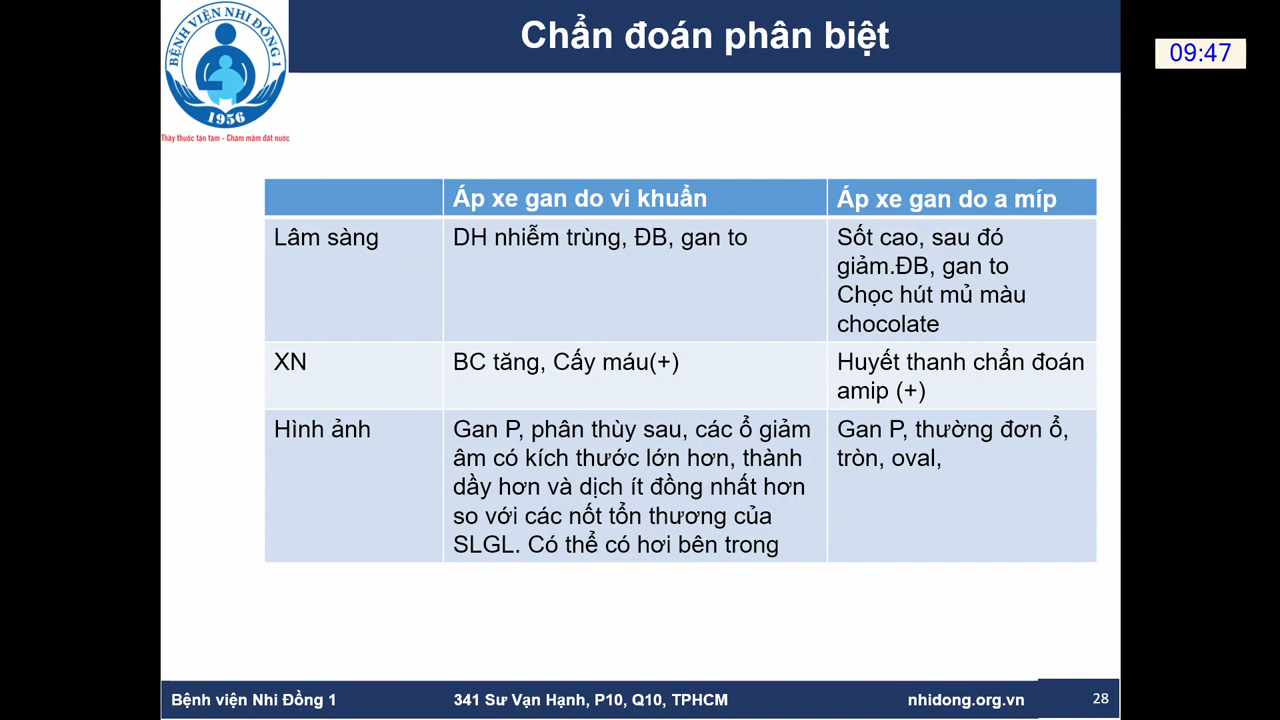 BỆNH VIỆN NHI ĐỒNG 1
1956
Thầy thuốc tận tâm - Chăm mầm đất nước
Chẩn đoán phân biệt
09:47
Áp xe gan do vi khuẩn
Áp xe gan do a míp
Lâm sàng
DH nhiễm trùng, ĐB, gan to
Sốt cao, sau đó
giảm.ĐB, gan to
Chọc hút mủ màu
chocolate
XN
BC tăng, Cấy máu(+)
Huyết thanh chẩn đoán
amip (+)
Hình ảnh
Gan P, phân thùy sau, các ổ giảm
âm có kích thước lớn hơn, thành
dầy hơn và dịch ít đồng nhất hơn
so với các nốt tổn thương của
SLGL. Có thể có hơi bên trong
Gan P, thường đơn ổ,
tròn, oval,
Bệnh viện Nhi Đồng 1
341 Sư Vạn Hạnh, P10, Q10, TPHCM
nhidong.org.vn
28